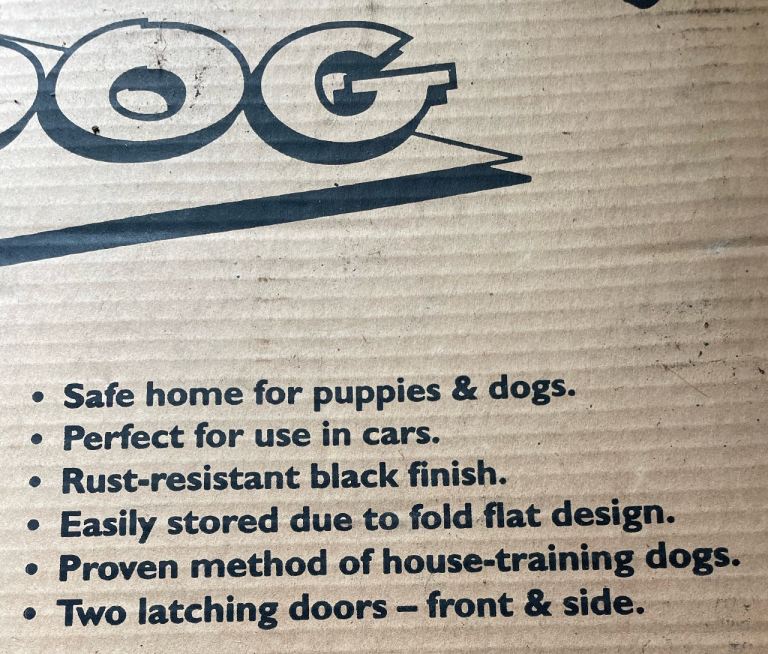 DOG
• Safe home for puppies & dogs.
• Perfect for use in cars.
• Rust-resistant black finish.
• Easily stored due to fold flat design.
• Proven method of house-training dogs.
• Two latching doors – front & side.